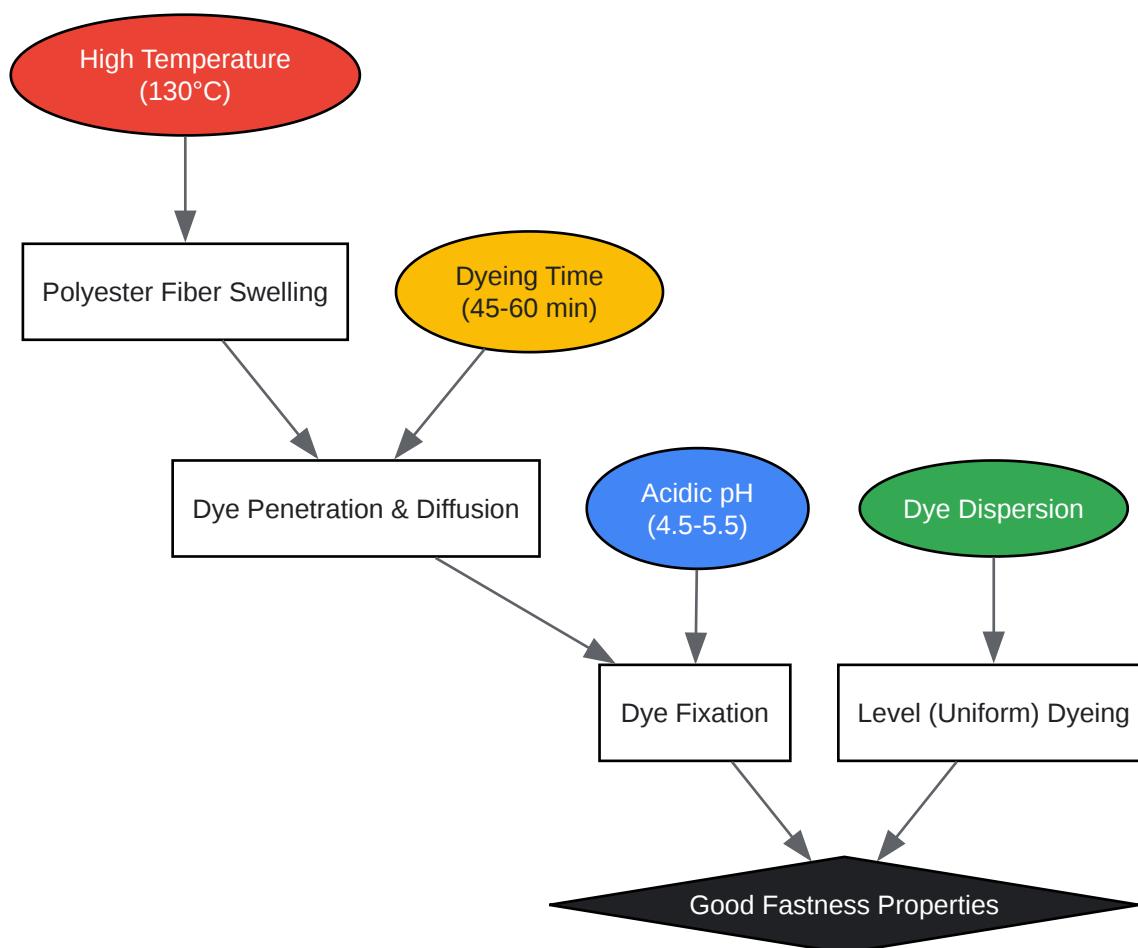 High Temperature
(130°C)
Polyester Fiber Swelling
Dyeing Time
(45-60 min)
Dye Penetration & Diffusion
Acidic pH
(4.5-5.5)
Dye Dispersion
Dye Fixation
Level (Uniform) Dyeing
Good Fastness Properties